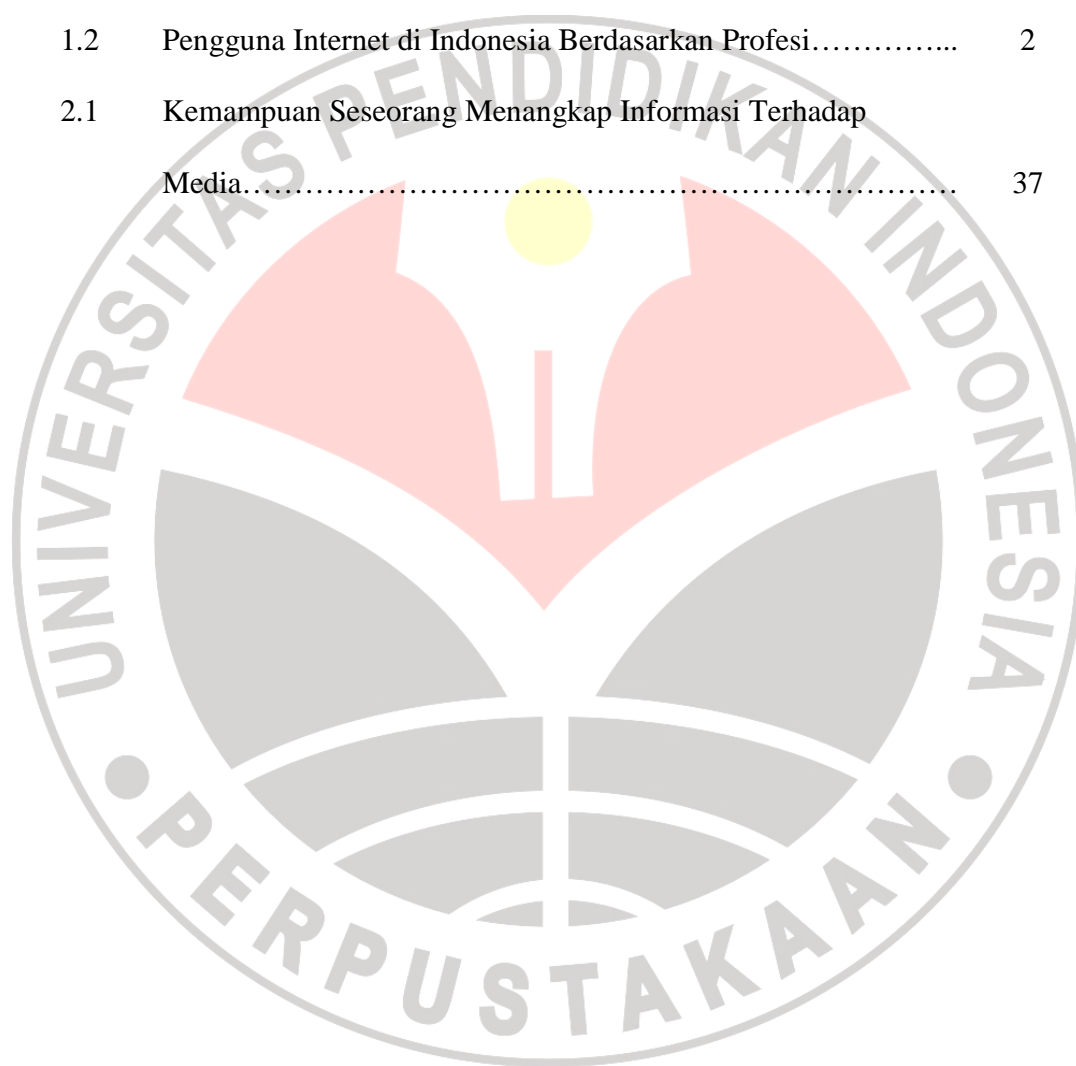 1.2 Pengguna Internet di Indonesia Berdasarkan Profesi………….... 2
2.1 Kemampuan Seseorang Menangkap Informasi Terhadap
Media…………………………………………………………… 37
UNIVERSITAS PENDIDIKAN INDONESIA
PERPUSTAKAAN